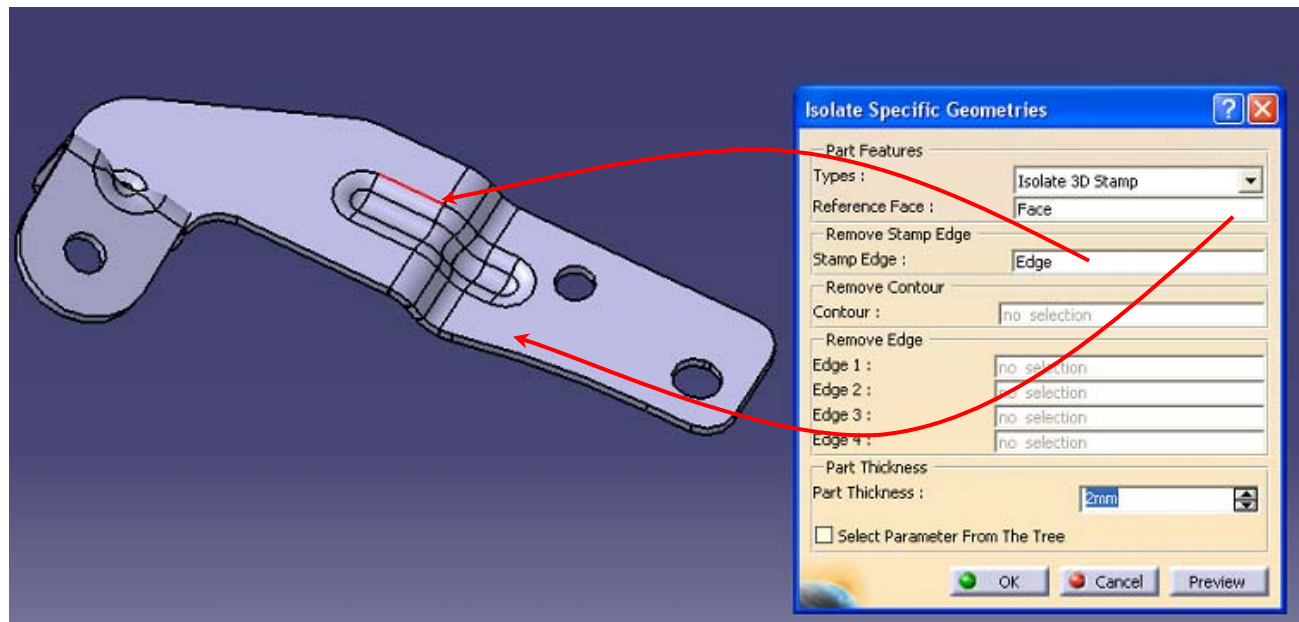 Isolate Specific Geometries
Part Features
Types :
Isolate 3D Stamp
Reference Face :
Face
Remove Stamp Edge
Stamp Edge :
Edge
Remove Contour
Contour :
no selection
Remove Edge
Edge 1 :
no selection
Edge 2 :
no selection
Edge 3 :
no selection
Edge 4 :
no selection
Part Thickness
Part Thickness :
2mm
Select Parameter From The Tree
OK
Cancel
Preview